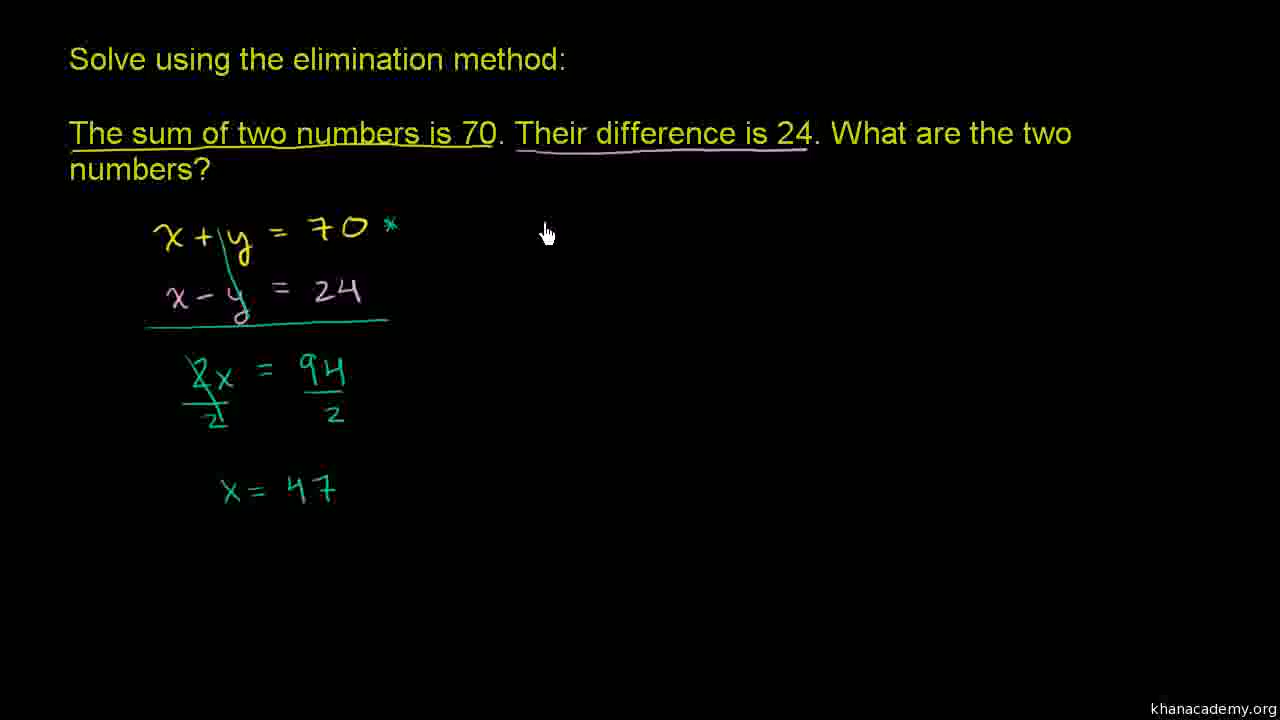 Solve using the elimination method:
The sum of two numbers is 70. Their difference is 24. What are the two
numbers?
x + y = 70 *
x - y = 24
2x = 94
2 2
x = 47
khanacademy.org